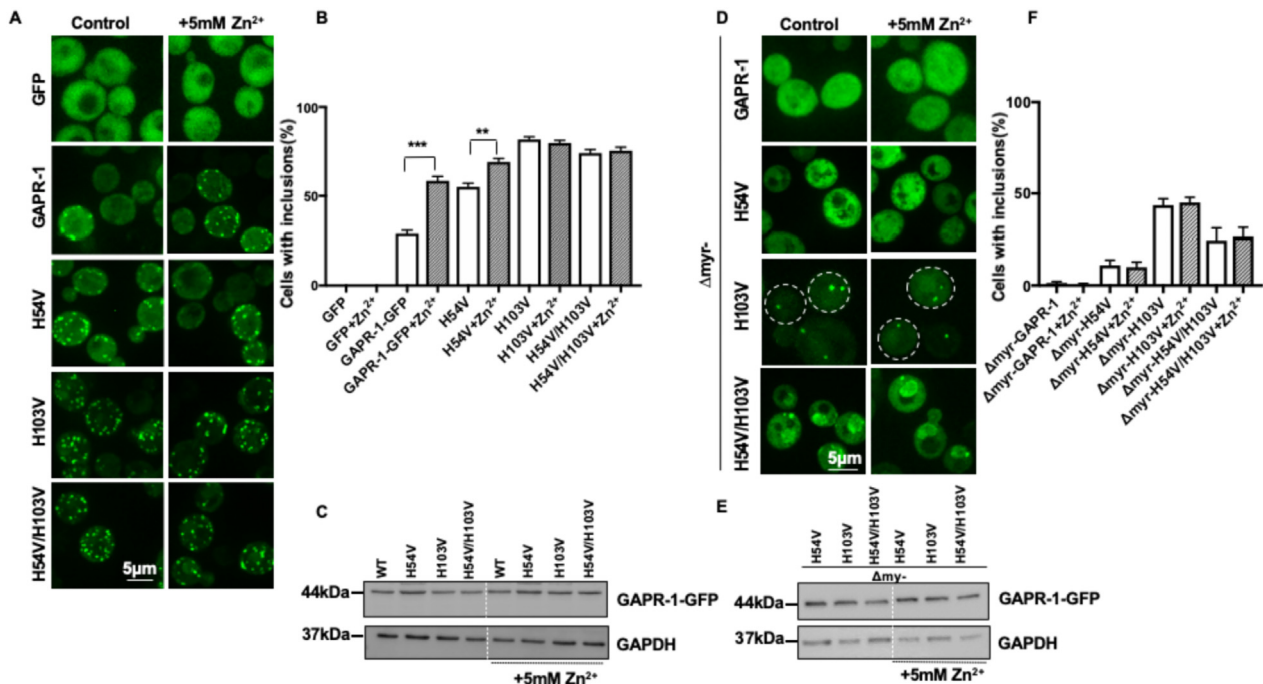 A
Control
+5mM Zn²⁺
GFP
GAPR-1
H54V
H103V
H54V/H103V
5µm
B
Cells with inclusions(%)
100
50
0
***
**
GFP
GFP+Zn²⁺
GAPR-1-GFP
GAPR-1-GFP+Zn²⁺
H54V
H54V+Zn²⁺
H103V
H103V+Zn²⁺
H54V/H103V
H54V/H103V+Zn²⁺
C
WT
H54V
H103V
H54V/H103V
WT
H54V
H103V
H54V/H103V
44kDa
GAPR-1-GFP
37kDa
GAPDH
+5mM Zn²⁺
D
Control
+5mM Zn²⁺
Δmyr-
GAPR-1
H54V
H103V
H54V/H103V
5µm
F
Cells with inclusions(%)
100
50
0
Δmyr-GAPR-1
Δmyr-GAPR-1+Zn²⁺
Δmyr-H54V
Δmyr-H54V+Zn²⁺
Δmyr-H103V
Δmyr-H103V+Zn²⁺
Δmyr-H54V/H103V
Δmyr-H54V/H103V+Zn²⁺
E
H54V
H103V
H54V/H103V
H54V
H103V
H54V/H103V
Δmy-
44kDa
GAPR-1-GFP
37kDa
GAPDH
+5mM Zn²⁺